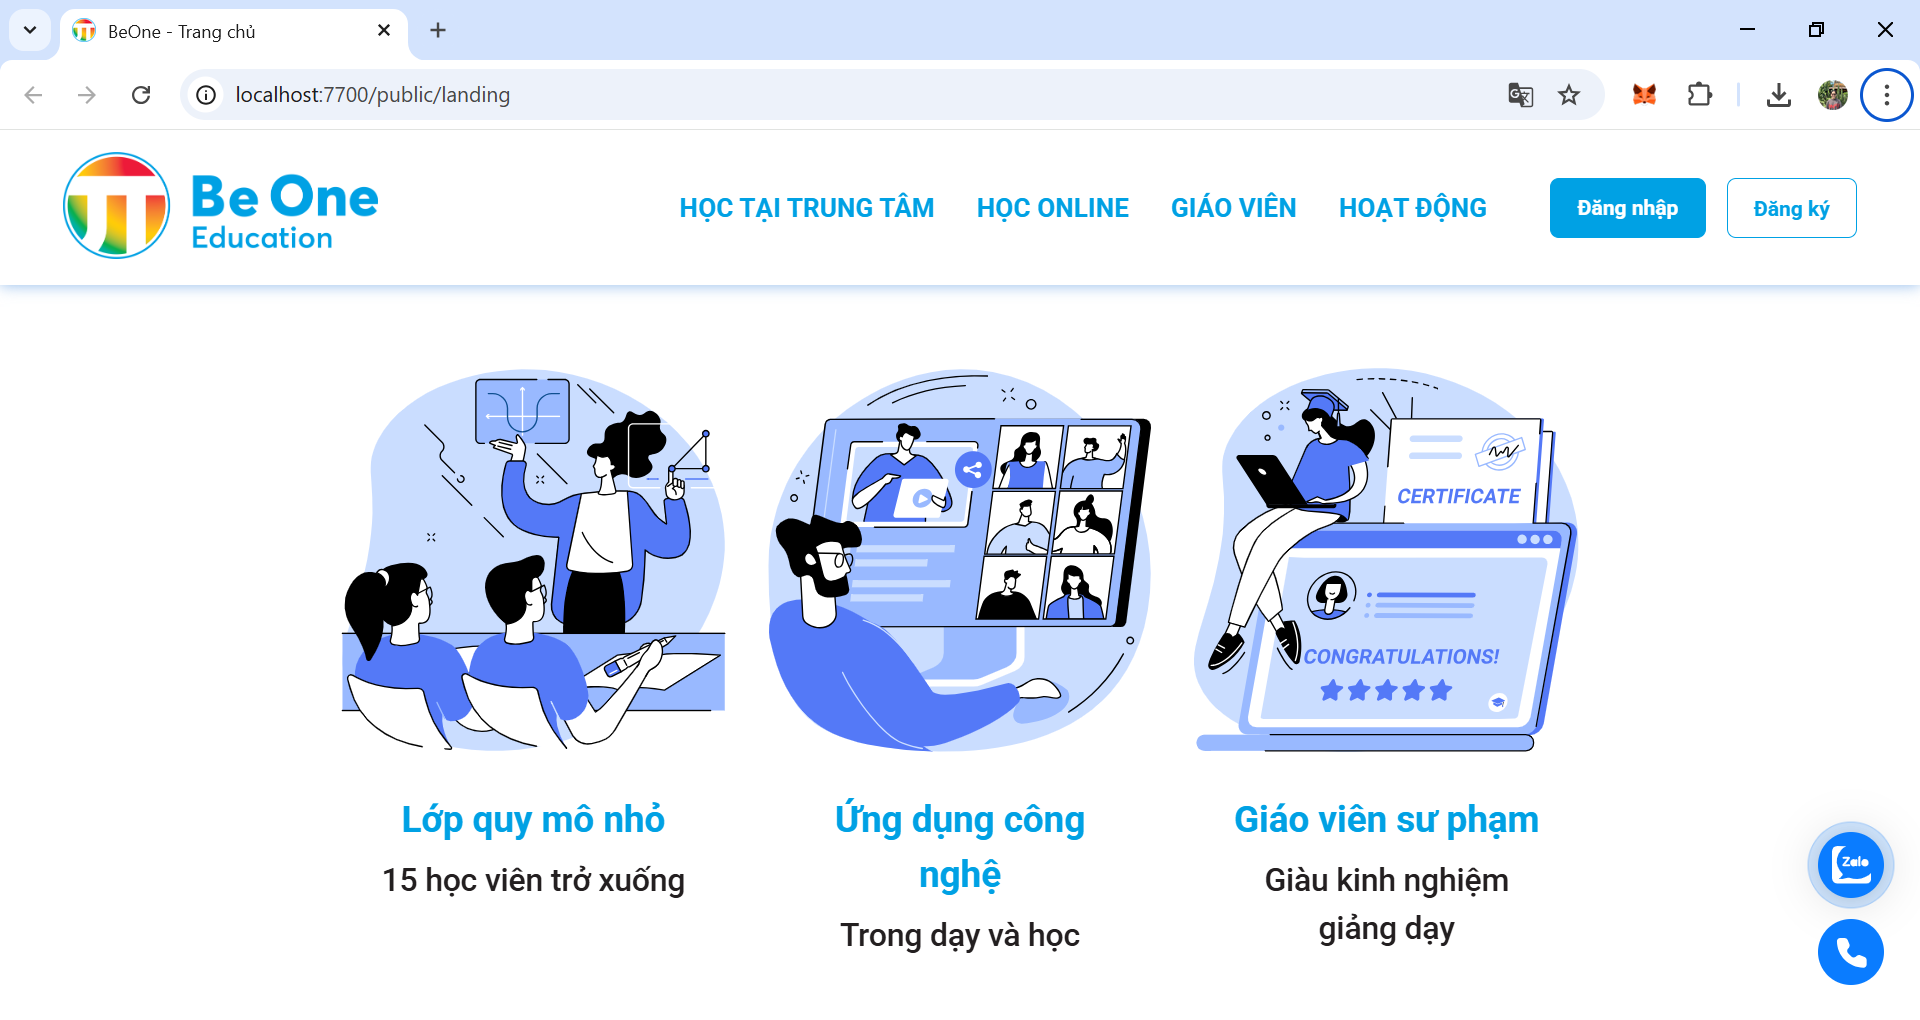 BeOne - Trang chủ
localhost:7700/public/landing
Be One
Education
HỌC TẠI TRUNG TÂM
HỌC ONLINE
GIÁO VIÊN
HOẠT ĐỘNG
Đăng nhập
Đăng ký
CERTIFICATE
CONGRATULATIONS!
Lớp quy mô nhỏ
15 học viên trở xuống
Ứng dụng công
nghệ
Trong dạy và học
Giáo viên sư phạm
Giàu kinh nghiệm
giảng dạy
Zalo